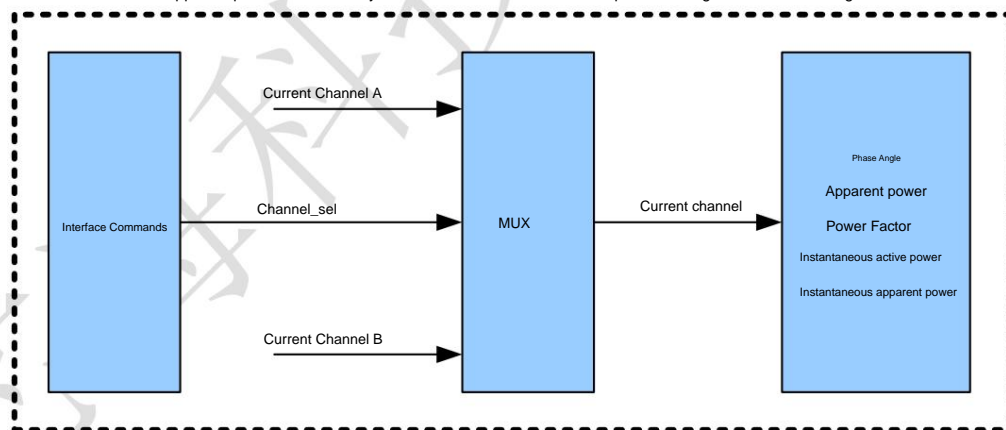 Current Channel A
Phase Angle
Apparent power
Channel_sel
Current channel
Interface Commands
MUX
Power Factor
Instantaneous active power
Instantaneous apparent power
Current Channel B